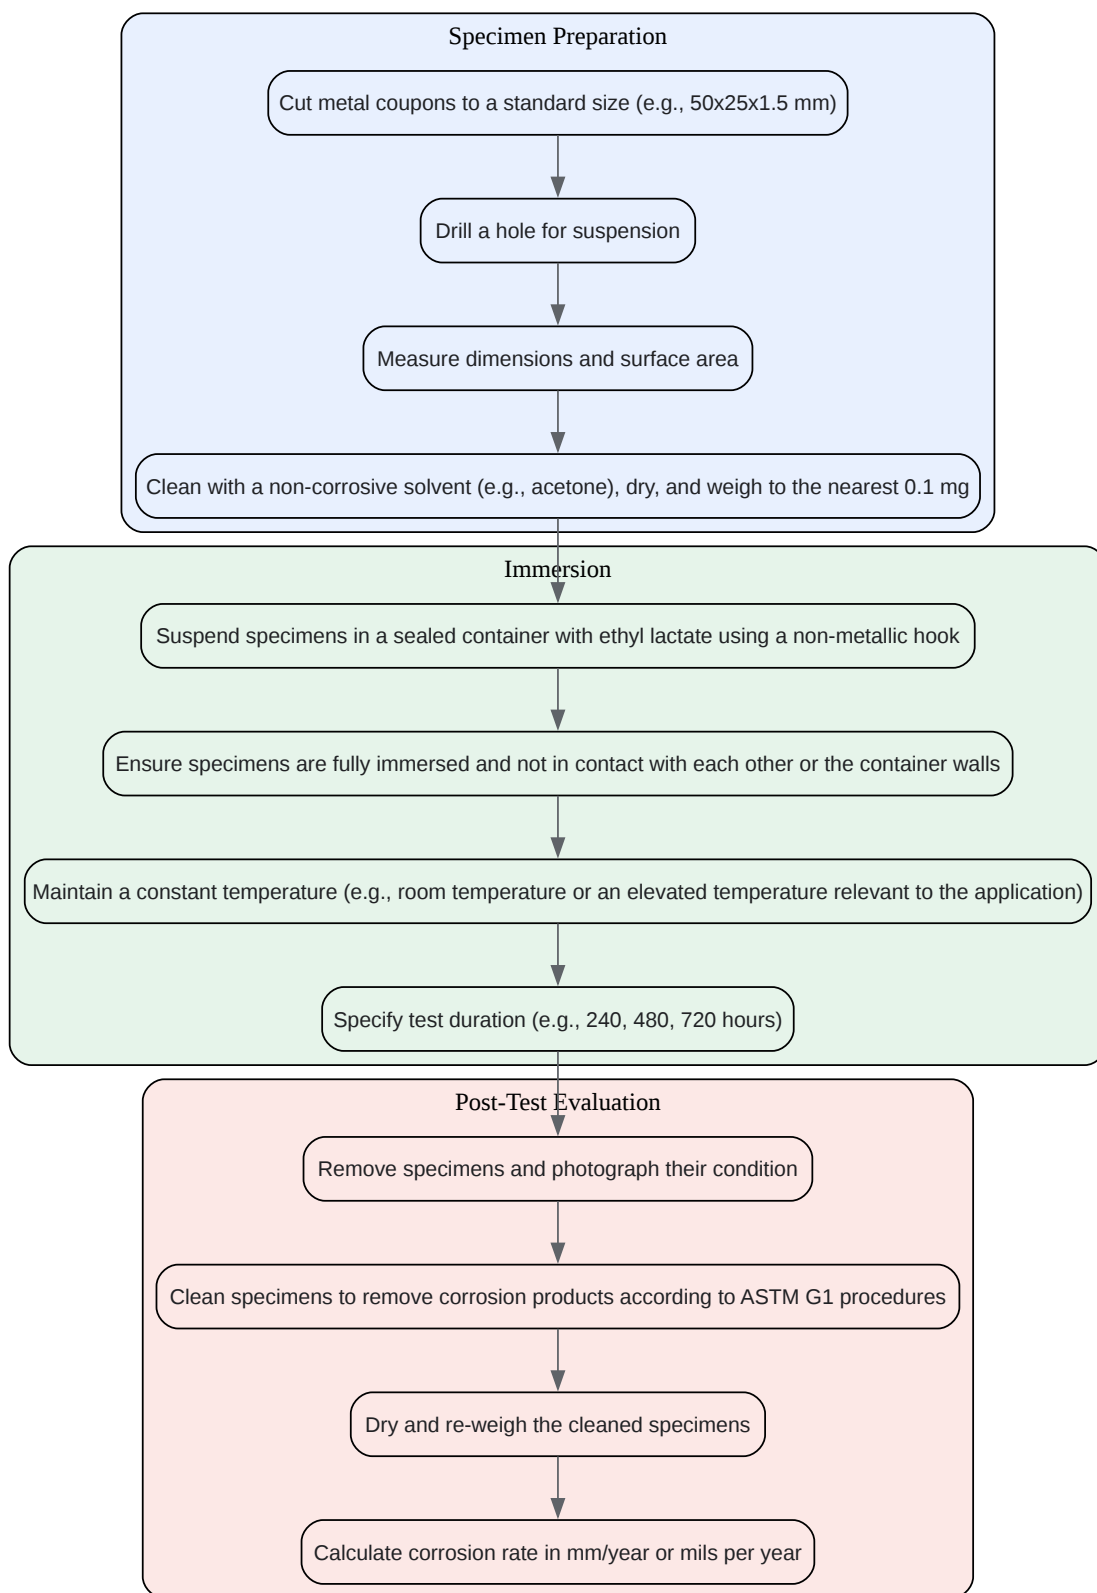 Specimen Preparation
Cut metal coupons to a standard size (e.g., 50x25x1.5 mm)
Drill a hole for suspension
Measure dimensions and surface area
Clean with a non-corrosive solvent (e.g., acetone), dry, and weigh to the nearest 0.1 mg
Immersion
Suspend specimens in a sealed container with ethyl lactate using a non-metallic hook
Ensure specimens are fully immersed and not in contact with each other or the container walls
Maintain a constant temperature (e.g., room temperature or an elevated temperature relevant to the application)
Specify test duration (e.g., 240, 480, 720 hours)
Post-Test Evaluation
Remove specimens and photograph their condition
Clean specimens to remove corrosion products according to ASTM G1 procedures
Dry and re-weigh the cleaned specimens
Calculate corrosion rate in mm/year or mils per year